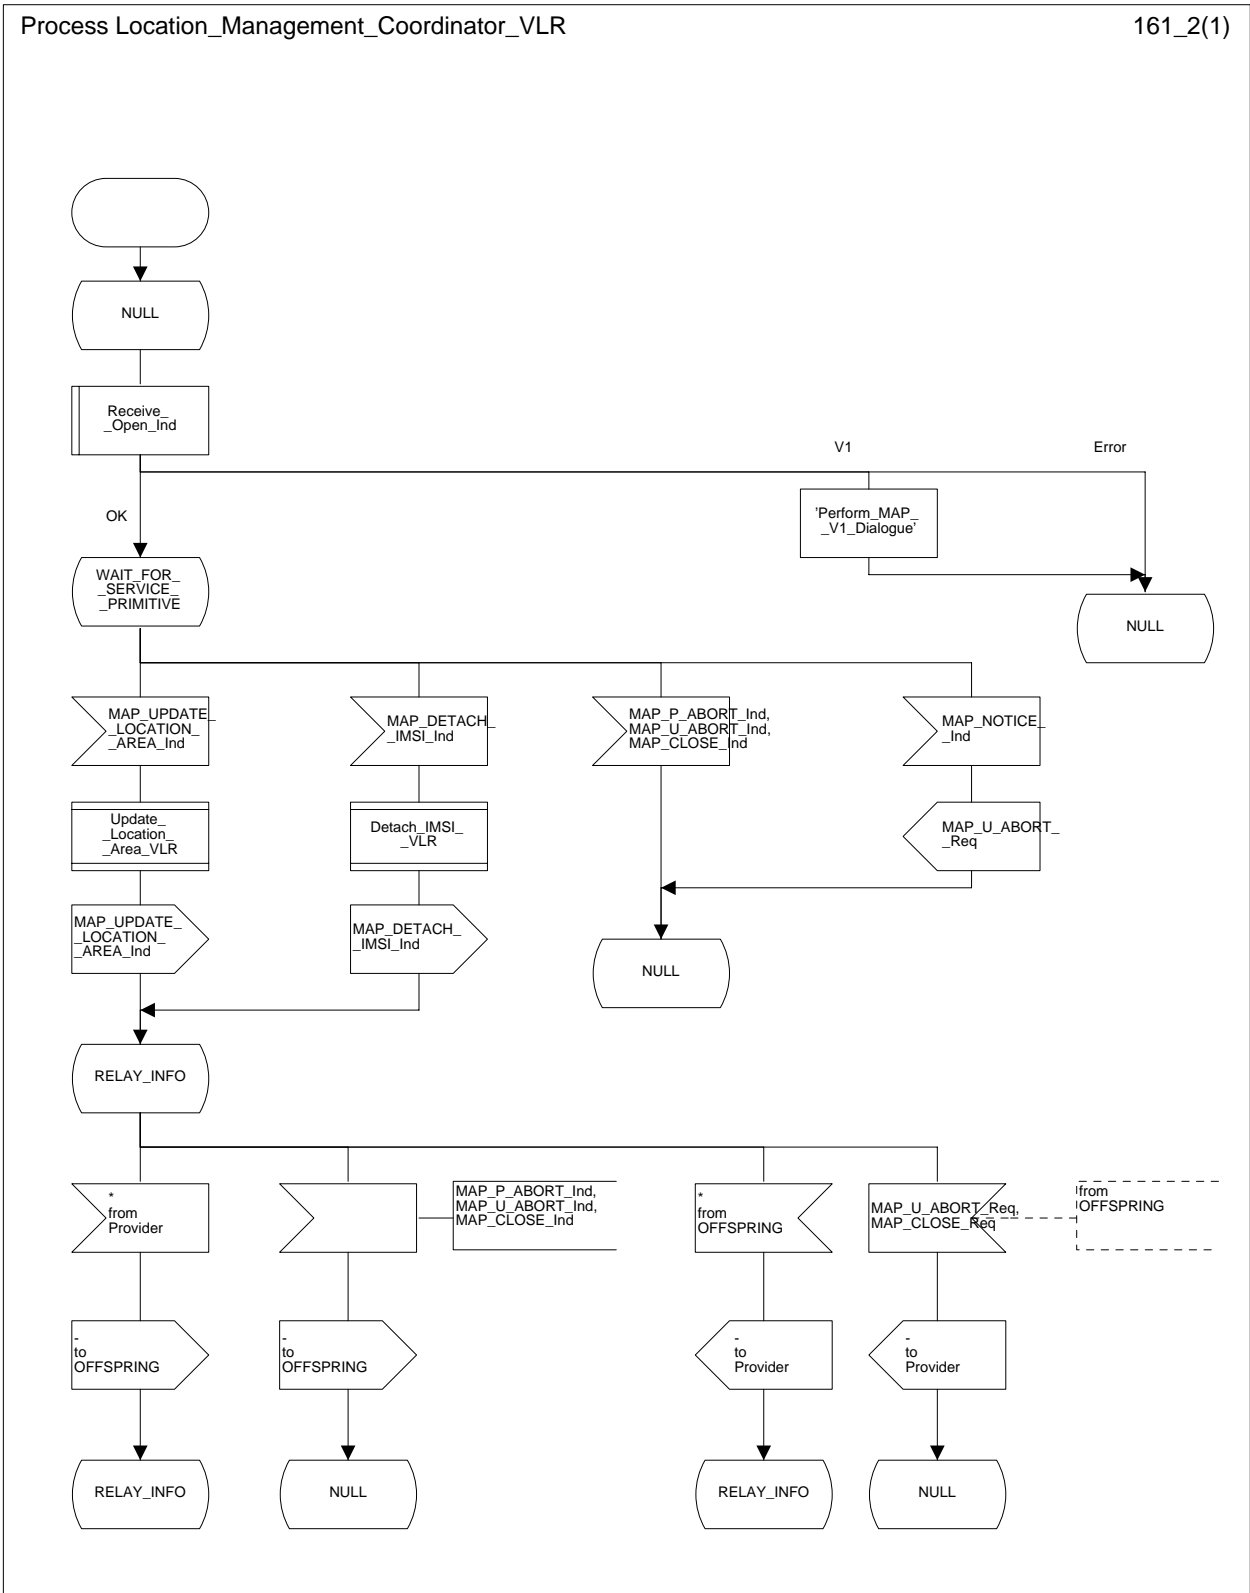 Process Location_Management_Coordinator_VLR
161_2(1)
NULL
Receive_
_Open_Ind
V1
Error
'Perform_MAP_
_V1_Dialogue'
OK
WAIT_FOR_
_SERVICE_
_PRIMITIVE
NULL
MAP_UPDATE_
_LOCATION_
_AREA_Ind
MAP_DETACH_
_IMSI_Ind
MAP_P_ABORT_Ind,
MAP_U_ABORT_Ind,
MAP_CLOSE_Ind
MAP_NOTICE_
_Ind
Update_
_Location_
_Area_VLR
Detach_IMSI_
_VLR
MAP_U_ABORT_
_Req
MAP_UPDATE_
_LOCATION_
_AREA_Ind
MAP_DETACH_
_IMSI_Ind
NULL
RELAY_INFO
*
from
Provider
MAP_P_ABORT_Ind,
MAP_U_ABORT_Ind,
MAP_CLOSE_Ind
*
from
OFFSPRING
MAP_U_ABORT_Req,
MAP_CLOSE_Req
from
OFFSPRING
-
to
OFFSPRING
-
to
OFFSPRING
-
to
Provider
-
to
Provider
RELAY_INFO
NULL
RELAY_INFO
NULL